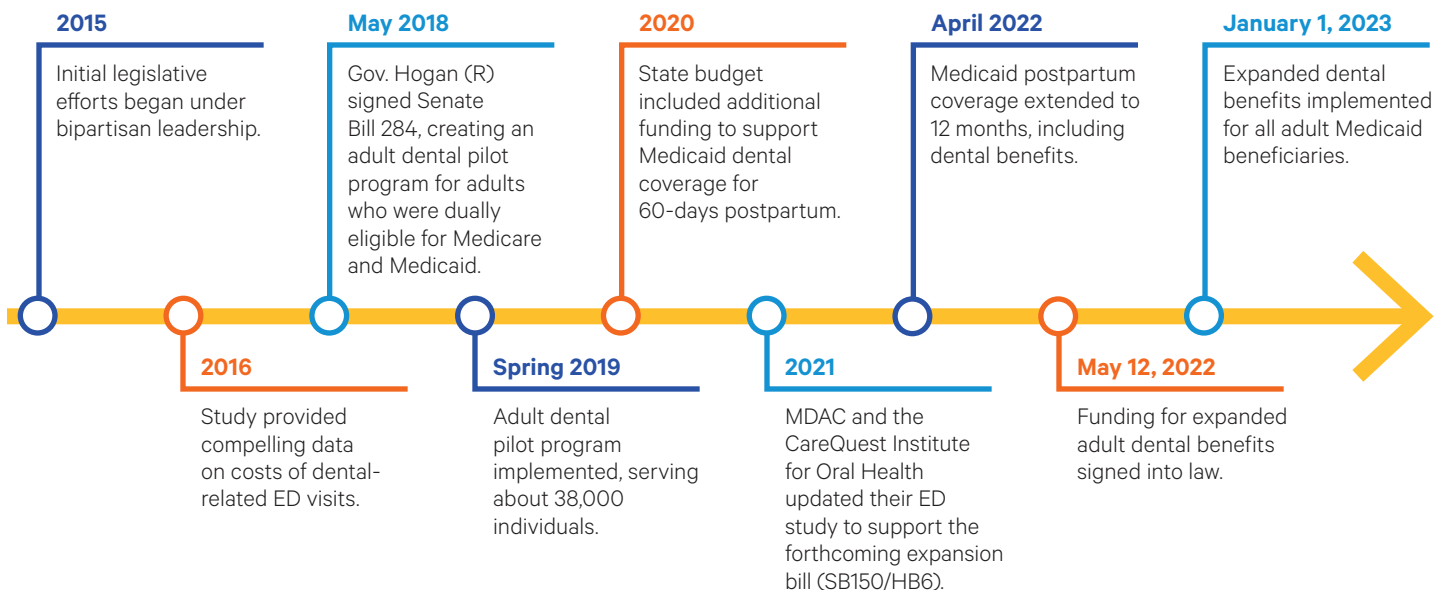 2015
Initial legislative
efforts began under
bipartisan leadership.
2016
Study provided
compelling data
on costs of dental-
related ED visits.
May 2018
Gov. Hogan (R)
signed Senate
Bill 284, creating an
adult dental pilot
program for adults
who were dually
eligible for Medicare
and Medicaid.
Spring 2019
Adult dental
pilot program
implemented, serving
about 38,000
individuals.
2020
State budget
included additional
funding to support
Medicaid dental
coverage for
60-days postpartum.
2021
MDAC and the
CareQuest Institute
for Oral Health
updated their ED
study to support the
forthcoming expansion
bill (SB150/HB6).
April 2022
Medicaid postpartum
coverage extended to
12 months, including
dental benefits.
May 12, 2022
Funding for expanded
adult dental benefits
signed into law.
January 1, 2023
Expanded dental
benefits implemented
for all adult Medicaid
beneficiaries.